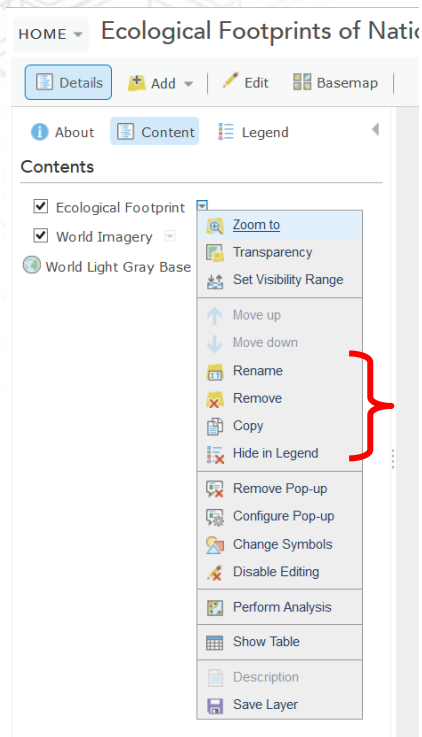 HOME Ecological Footprints of Natio
Details Add Edit Basemap
About Content Legend
Contents
Ecological Footprint
World Imagery
World Light Gray Base
Zoom to
Transparency
Set Visibility Range
Move up
Move down
Rename
Remove
Copy
Hide in Legend
Remove Pop-up
Configure Pop-up
Change Symbols
Disable Editing
Perform Analysis
Show Table
Description
Save Layer